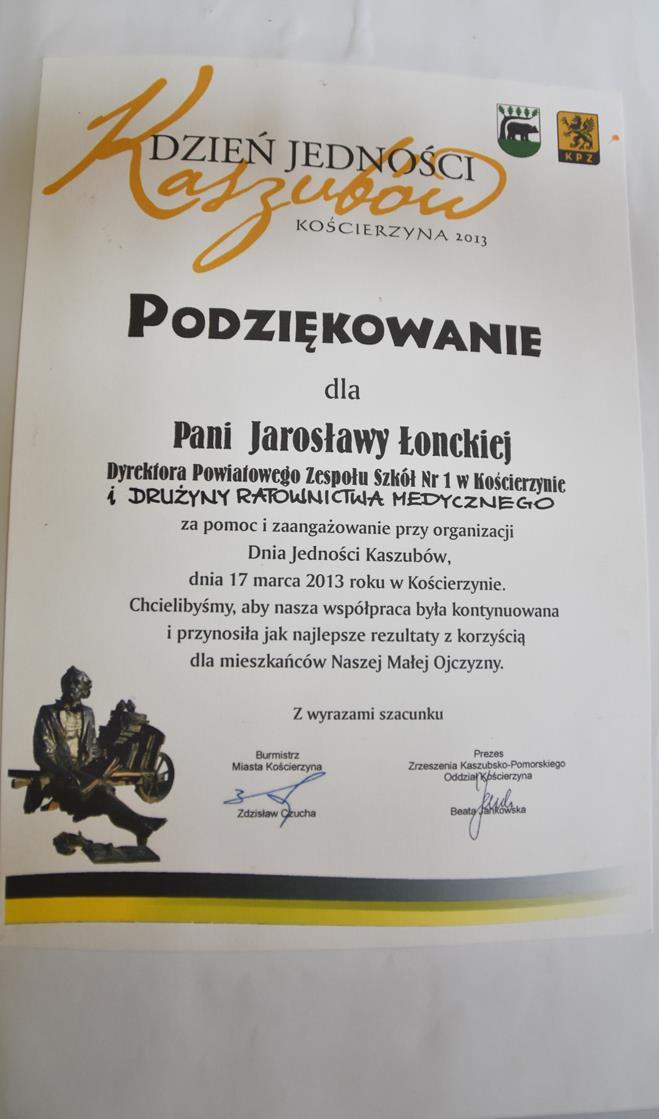 DZIEŃ JEDNOŚCI
Kaszubów
KOŚCIERZYNA 2013
KPZ
PODZIĘKOWANIE
dla
Pani Jarosławy Łonckiej
Dyrektora Powiatowego Zespołu Szkół Nr 1 w Kościerzynie
i DRUŻYNY RATOWNICTWA MEDYCZNEGO
za pomoc i zaangażowanie przy organizacji
Dnia Jedności Kaszubów,
dnia 17 marca 2013 roku w Kościerzynie.
Chcielibyśmy, aby nasza współpraca była kontynuowana
i przynosiła jak najlepsze rezultaty z korzyścią
dla mieszkańców Naszej Małej Ojczyzny.
Z wyrazami szacunku
Burmistrz
Miasta Kościerzyna
Zdzisław Czucha
Prezes
Zrzeszenia Kaszubsko-Pomorskiego
Oddział Kościerzyna
Beata Jankowska